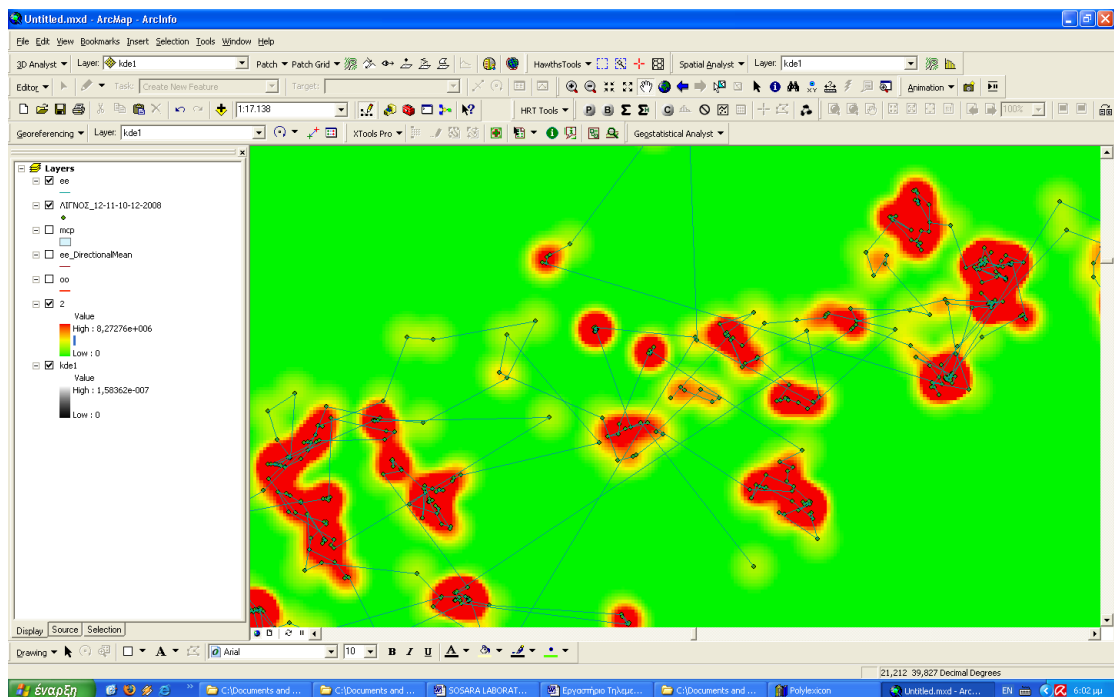 Untitled.mxd - ArcMap - ArcInfo
File Edit View Bookmarks Insert Selection Tools Window Help
3D Analyst Layer: kde1 Patch Patch Grid HawthsTools Spatial Analyst Layer: kde1
Editor Task: Create New Feature Target: Animation
1:17.138 HRT Tools 100%
Georeferencing Layer: kde1 XTools Pro Geostatistical Analyst
Layers
ee
ΛΙΓΝΟΣ_12-11-10-12-2008
mcp
ee_DirectionalMean
oo
2
Value
High : 8,27276e+006
Low : 0
kde1
Value
High : 1,58362e-007
Low : 0
Display Source Selection
Drawing A Arial 10 B I U A
21,212 39,827 Decimal Degrees
έναρξη C:\Documents and ... C:\Documents and ... SOSARA LABORAT... Εργαστήριο Τηλεμε... C:\Documents and ... Polylexicon Untitled.mxd - Arc... EN 6:02 μμ